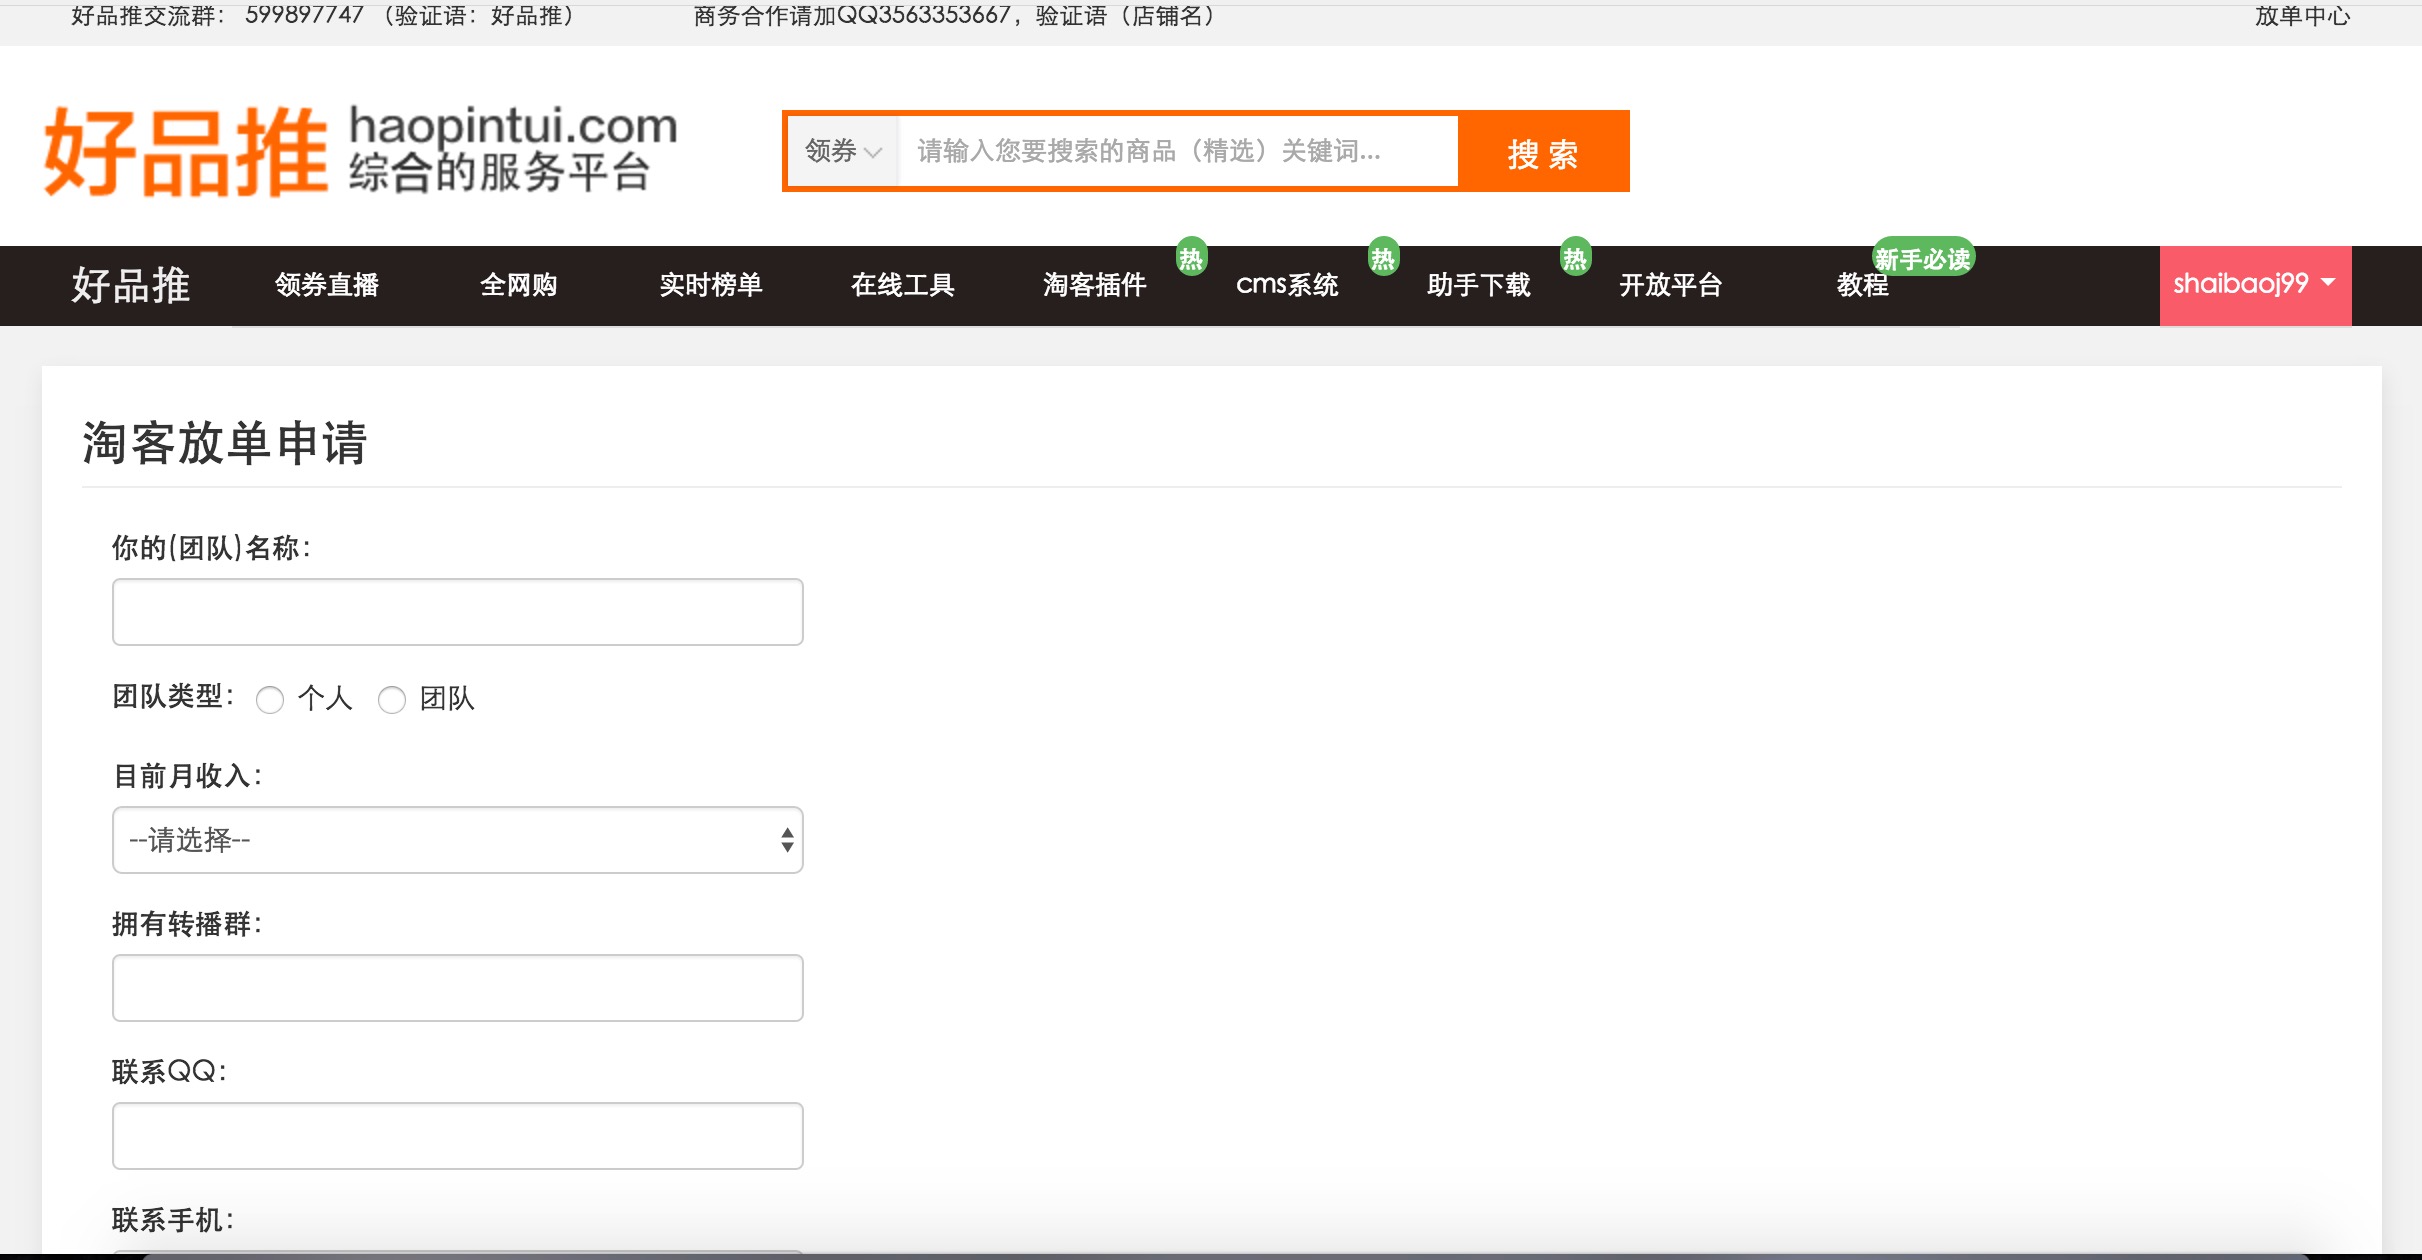 好品推交流群： 599897747 （验证语：好品推） 商务合作请加QQ3563353667，验证语（店铺名） 放单中心
好品推 haopintui.com
综合的服务平台
领券 请输入您要搜索的商品（精选）关键词... 搜 索
热 热 热 新手必读
好品推 领券直播 全网购 实时榜单 在线工具 淘客插件 cms系统 助手下载 开放平台 教程 shaibaoj99
淘客放单申请
你的(团队)名称:
团队类型: 个人 团队
目前月收入:
--请选择--
拥有转播群:
联系QQ:
联系手机: